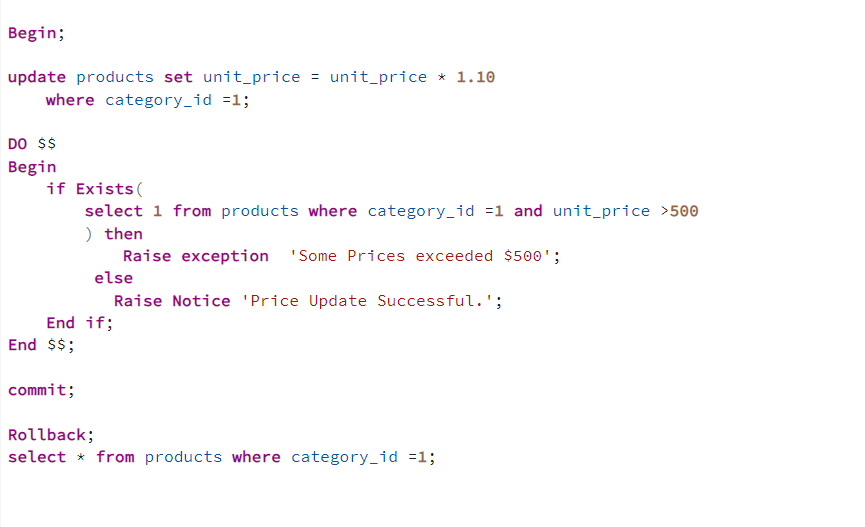 Begin;
update products set unit_price = unit_price * 1.10
where category_id =1;
DO $$
Begin
if Exists(
select 1 from products where category_id =1 and unit_price >500
) then
Raise exception  'Some Prices exceeded $500';
else
Raise Notice 'Price Update Successful.';
End if;
End $$;
commit;
Rollback;
select * from products where category_id =1;